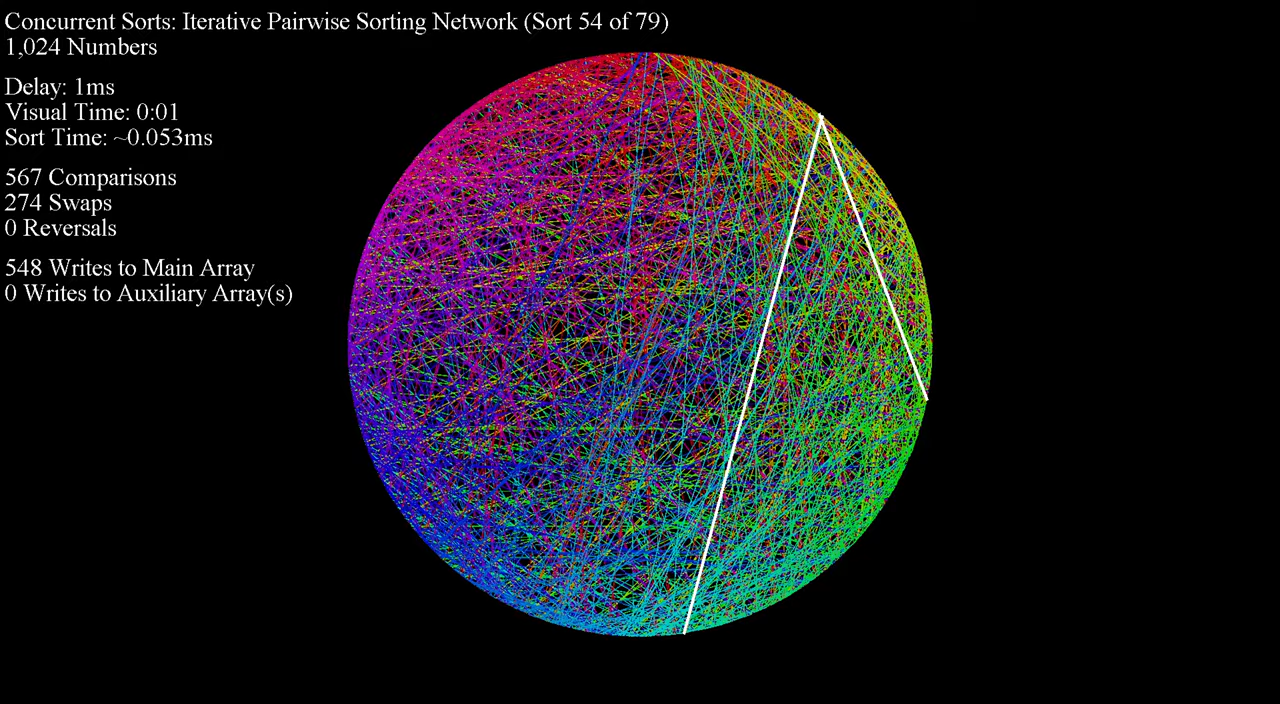 Concurrent Sorts: Iterative Pairwise Sorting Network (Sort 54 of 79)
1,024 Numbers
Delay: 1ms
Visual Time: 0:01
Sort Time: ~0.053ms
567 Comparisons
274 Swaps
0 Reversals
548 Writes to Main Array
0 Writes to Auxiliary Array(s)